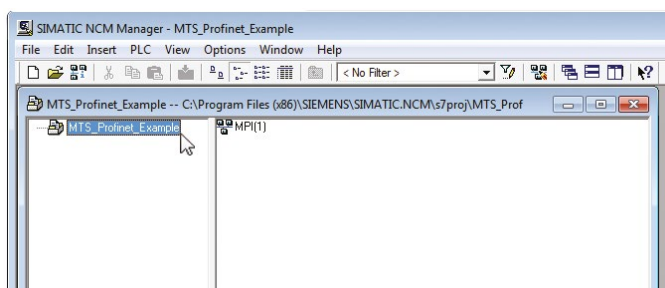 SIMATIC NCM Manager - MTS_Profinet_Example
File Edit Insert PLC View Options Window Help
< No Filter >
MTS_Profinet_Example -- C:\Program Files (x86)\SIEMENS\SIMATIC.NCM\s7proj\MTS_Prof
MTS_Profinet_Example
MPI(1)